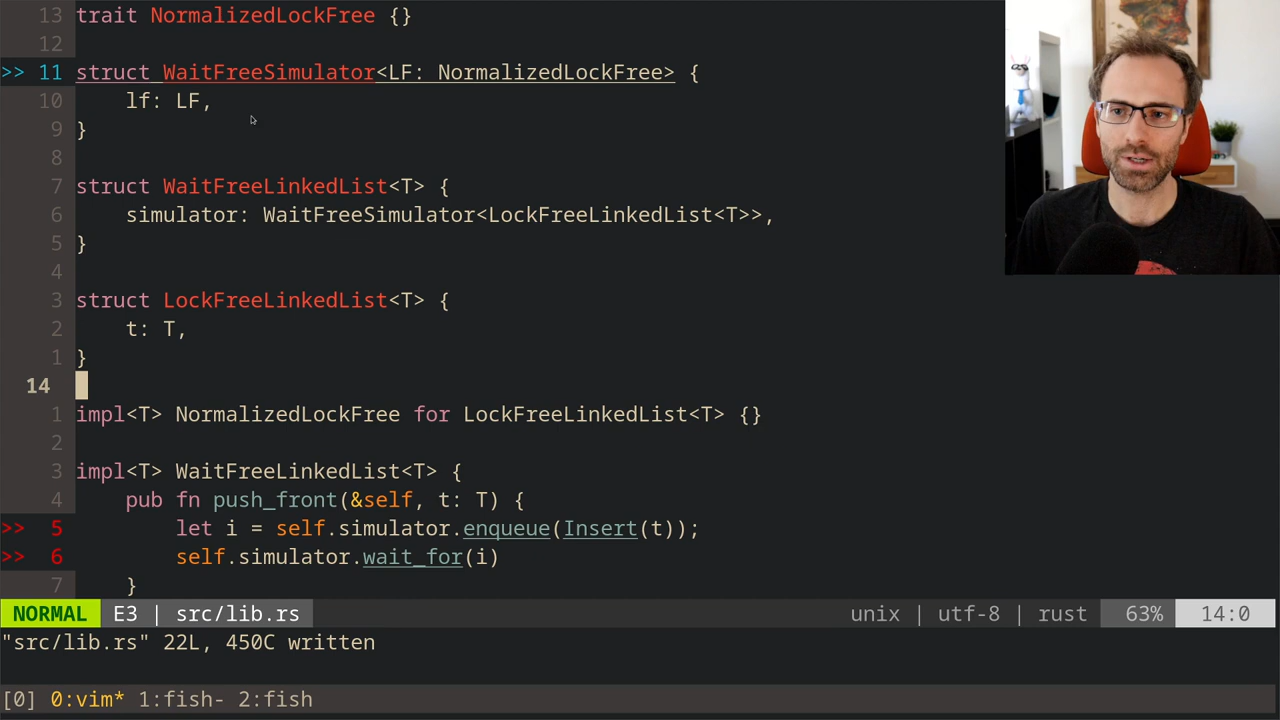 13 trait NormalizedLockFree {}
12
>> 11 struct WaitFreeSimulator<LF: NormalizedLockFree> {
10 lf: LF,
9 }
8
7 struct WaitFreeLinkedList<T> {
6 simulator: WaitFreeSimulator<LockFreeLinkedList<T>>,
5 }
4
3 struct LockFreeLinkedList<T> {
2 t: T,
1 }
14
1 impl<T> NormalizedLockFree for LockFreeLinkedList<T> {}
2
3 impl<T> WaitFreeLinkedList<T> {
4 pub fn push_front(&self, t: T) {
>> 5 let i = self.simulator.enqueue(Insert(t));
>> 6 self.simulator.wait_for(i)
7 }
NORMAL E3 | src/lib.rs unix | utf-8 | rust 63% 14:0
"src/lib.rs" 22L, 450C written
[0] 0:vim* 1:fish- 2:fish